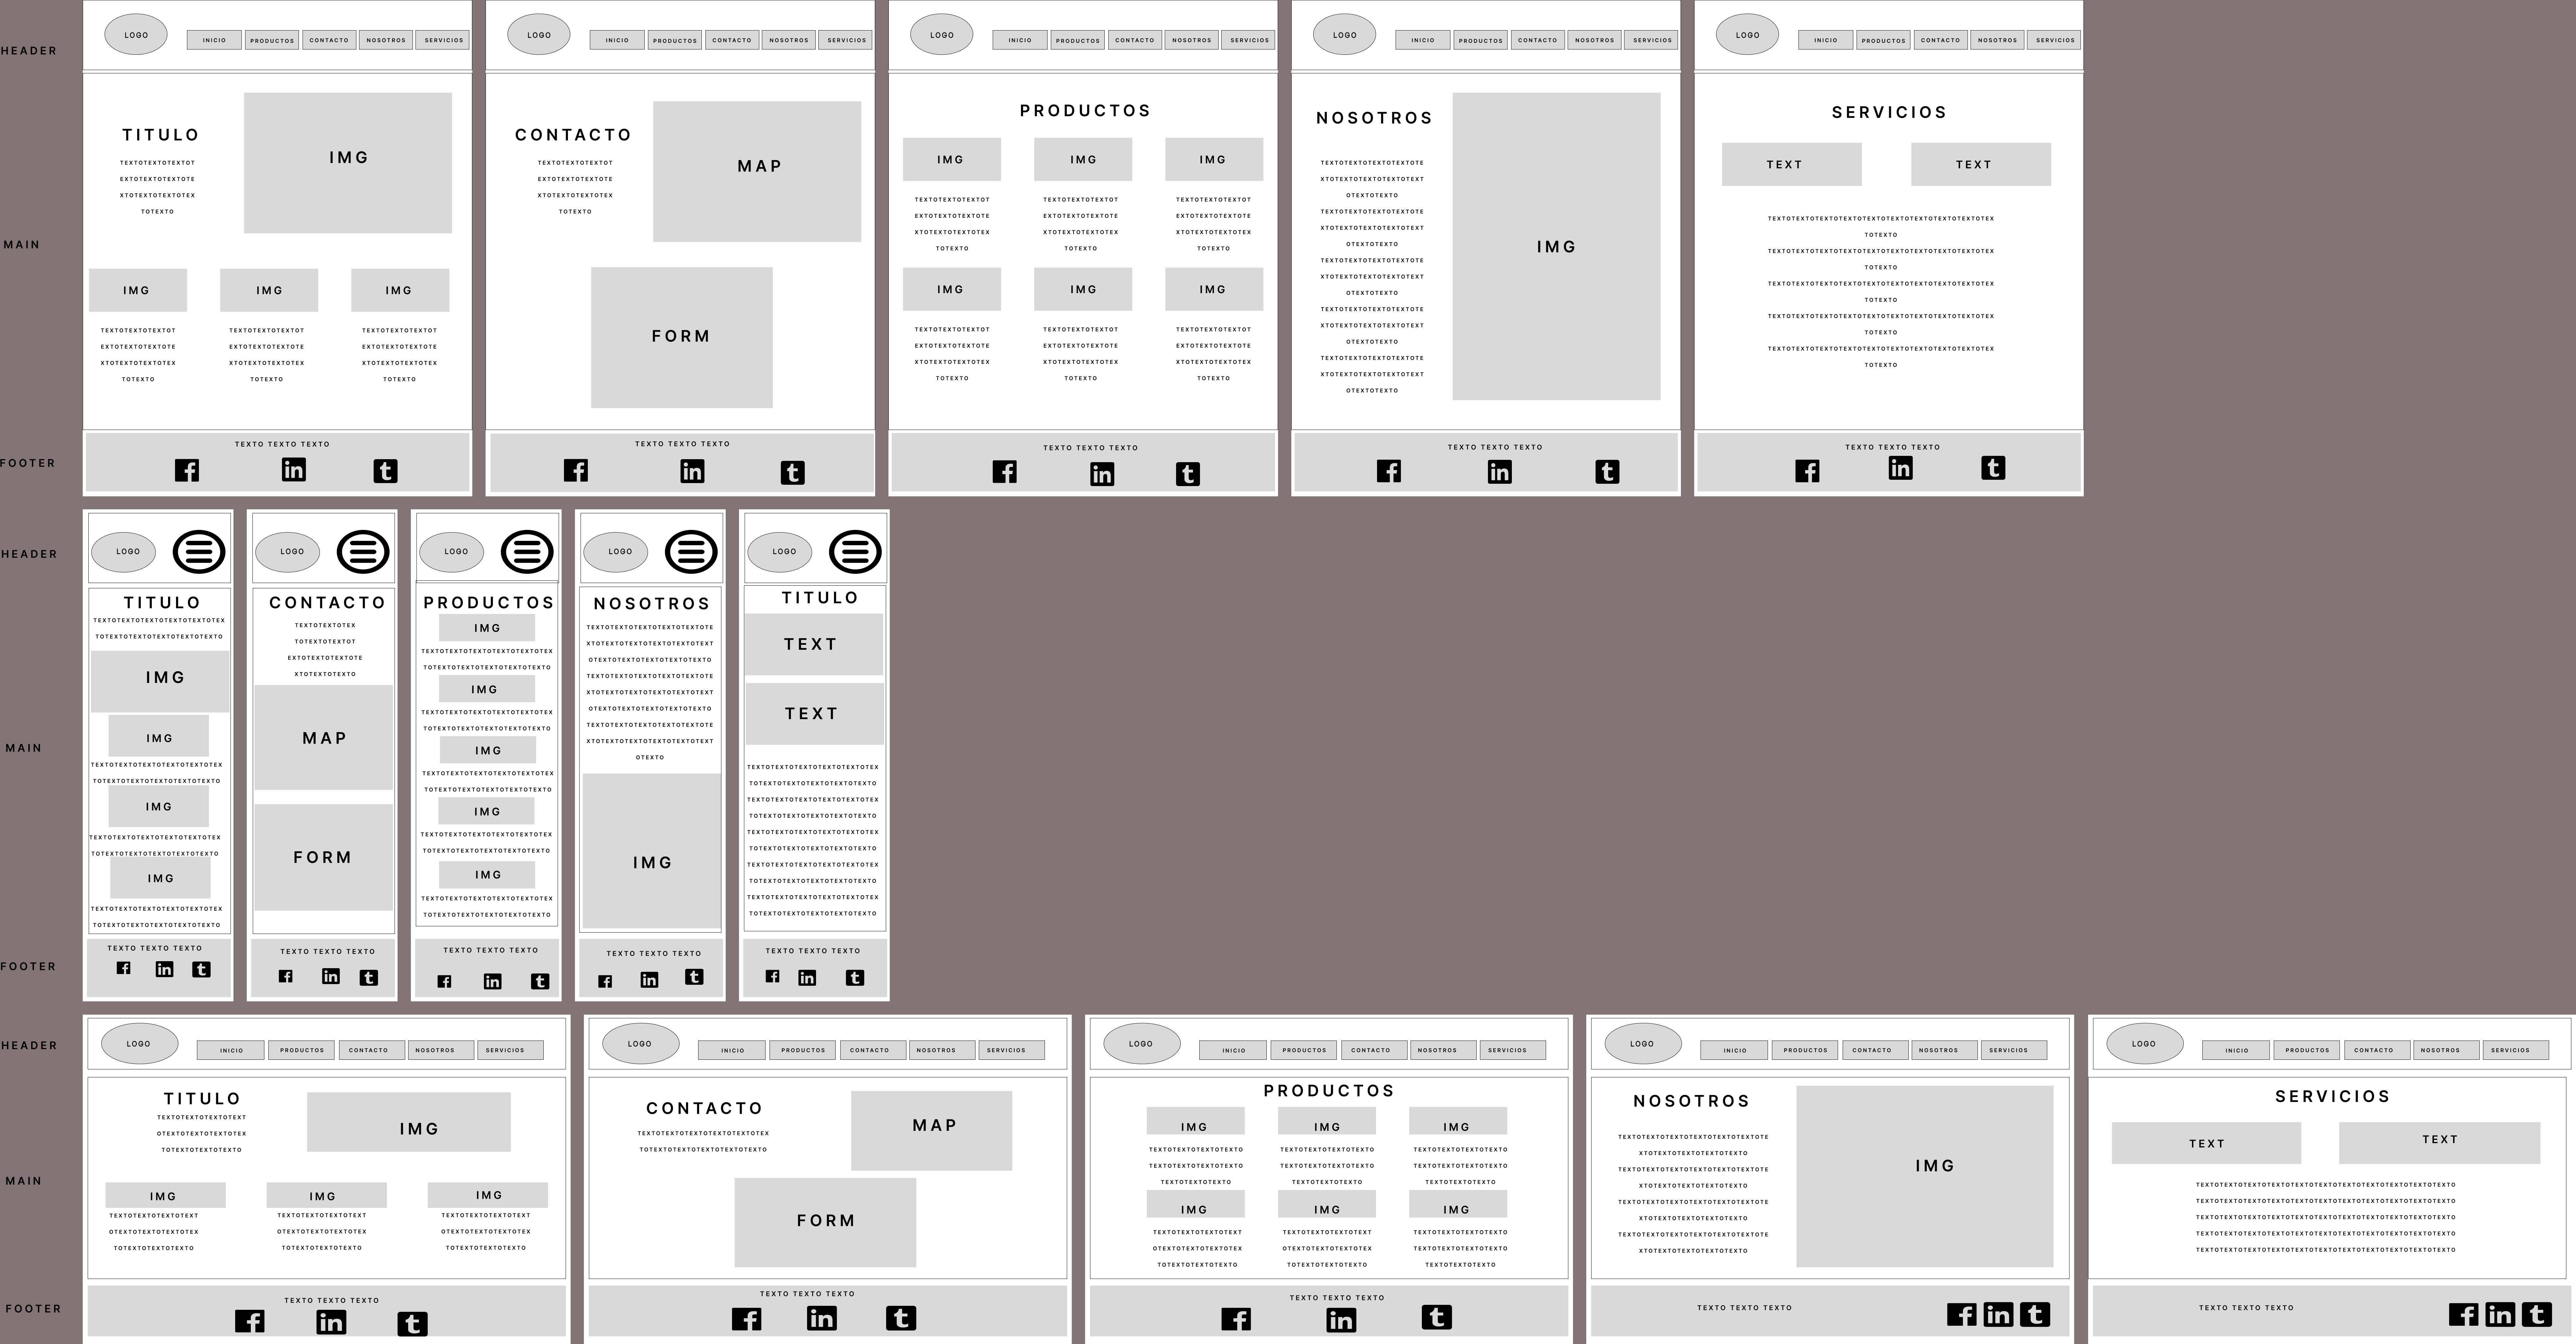 HEADER
LOGO
INICIO
PRODUCTOS
CONTACTO
NOSOTROS
SERVICIOS
LOGO
INICIO
PRODUCTOS
CONTACTO
NOSOTROS
SERVICIOS
LOGO
INICIO
PRODUCTOS
CONTACTO
NOSOTROS
SERVICIOS
LOGO
INICIO
PRODUCTOS
CONTACTO
NOSOTROS
SERVICIOS
LOGO
INICIO
PRODUCTOS
CONTACTO
NOSOTROS
SERVICIOS
MAIN
TITULO
TEXTOTEXTOTEXTOT
EXTOTEXTOTEXTOTE
XTOTEXTOTEXTOTEX
TOTEXTO
IMG
IMG
IMG
IMG
TEXTOTEXTOTEXTOT
EXTOTEXTOTEXTOTE
XTOTEXTOTEXTOTEX
TOTEXTO
TEXTOTEXTOTEXTOT
EXTOTEXTOTEXTOTE
XTOTEXTOTEXTOTEX
TOTEXTO
TEXTOTEXTOTEXTOT
EXTOTEXTOTEXTOTE
XTOTEXTOTEXTOTEX
TOTEXTO
CONTACTO
TEXTOTEXTOTEXTOT
EXTOTEXTOTEXTOTE
XTOTEXTOTEXTOTEX
TOTEXTO
MAP
FORM
PRODUCTOS
IMG
IMG
IMG
TEXTOTEXTOTEXTOT
EXTOTEXTOTEXTOTE
XTOTEXTOTEXTOTEX
TOTEXTO
TEXTOTEXTOTEXTOT
EXTOTEXTOTEXTOTE
XTOTEXTOTEXTOTEX
TOTEXTO
TEXTOTEXTOTEXTOT
EXTOTEXTOTEXTOTE
XTOTEXTOTEXTOTEX
TOTEXTO
IMG
IMG
IMG
TEXTOTEXTOTEXTOT
EXTOTEXTOTEXTOTE
XTOTEXTOTEXTOTEX
TOTEXTO
TEXTOTEXTOTEXTOT
EXTOTEXTOTEXTOTE
XTOTEXTOTEXTOTEX
TOTEXTO
TEXTOTEXTOTEXTOT
EXTOTEXTOTEXTOTE
XTOTEXTOTEXTOTEX
TOTEXTO
NOSOTROS
TEXTOTEXTOTEXTOTEXTOTE
XTOTEXTOTEXTOTEXTOTEXT
OTEXTOTEXTO
TEXTOTEXTOTEXTOTEXTOTE
XTOTEXTOTEXTOTEXTOTEXT
OTEXTOTEXTO
TEXTOTEXTOTEXTOTEXTOTE
XTOTEXTOTEXTOTEXTOTEXT
OTEXTOTEXTO
TEXTOTEXTOTEXTOTEXTOTE
XTOTEXTOTEXTOTEXTOTEXT
OTEXTOTEXTO
TEXTOTEXTOTEXTOTEXTOTE
XTOTEXTOTEXTOTEXTOTEXT
OTEXTOTEXTO
IMG
SERVICIOS
TEXT
TEXT
TEXTOTEXTOTEXTOTEXTOTEXTOTEXTOTEXTOTEXTOTEXTOTEX
TOTEXTO
TEXTOTEXTOTEXTOTEXTOTEXTOTEXTOTEXTOTEXTOTEXTOTEX
TOTEXTO
TEXTOTEXTOTEXTOTEXTOTEXTOTEXTOTEXTOTEXTOTEXTOTEX
TOTEXTO
TEXTOTEXTOTEXTOTEXTOTEXTOTEXTOTEXTOTEXTOTEXTOTEX
TOTEXTO
TEXTOTEXTOTEXTOTEXTOTEXTOTEXTOTEXTOTEXTOTEXTOTEX
TOTEXTO
FOOTER
TEXTO TEXTO TEXTO
TEXTO TEXTO TEXTO
TEXTO TEXTO TEXTO
TEXTO TEXTO TEXTO
TEXTO TEXTO TEXTO
HEADER
LOGO
LOGO
LOGO
LOGO
LOGO
MAIN
TITULO
TEXTOTEXTOTEXTOTEXTOTEXTOTEX
TOTEXTOTEXTOTEXTOTEXTOTEXTO
IMG
IMG
TEXTOTEXTOTEXTOTEXTOTEXTOTEX
TOTEXTOTEXTOTEXTOTEXTOTEXTO
IMG
TEXTOTEXTOTEXTOTEXTOTEXTOTEX
TOTEXTOTEXTOTEXTOTEXTOTEXTO
IMG
TEXTOTEXTOTEXTOTEXTOTEXTOTEX
TOTEXTOTEXTOTEXTOTEXTOTEXTO
CONTACTO
TEXTOTEXTOTEX
TOTEXTOTEXTOT
EXTOTEXTOTEXTOTE
XTOTEXTOTEXTO
MAP
FORM
PRODUCTOS
IMG
TEXTOTEXTOTEXTOTEXTOTEXTOTEX
TOTEXTOTEXTOTEXTOTEXTOTEXTO
IMG
TEXTOTEXTOTEXTOTEXTOTEXTOTEX
TOTEXTOTEXTOTEXTOTEXTOTEXTO
IMG
TEXTOTEXTOTEXTOTEXTOTEXTOTEX
TOTEXTOTEXTOTEXTOTEXTOTEXTO
IMG
TEXTOTEXTOTEXTOTEXTOTEXTOTEX
TOTEXTOTEXTOTEXTOTEXTOTEXTO
IMG
TEXTOTEXTOTEXTOTEXTOTEXTOTEX
TOTEXTOTEXTOTEXTOTEXTOTEXTO
NOSOTROS
TEXTOTEXTOTEXTOTEXTOTEXTOTE
XTOTEXTOTEXTOTEXTOTEXTOTEXT
OTEXTOTEXTOTEXTOTEXTOTEXTO
TEXTOTEXTOTEXTOTEXTOTEXTOTE
XTOTEXTOTEXTOTEXTOTEXTOTEXT
OTEXTOTEXTOTEXTOTEXTOTEXTO
TEXTOTEXTOTEXTOTEXTOTEXTOTE
XTOTEXTOTEXTOTEXTOTEXTOTEXT
OTEXTO
IMG
TITULO
TEXT
TEXT
TEXTOTEXTOTEXTOTEXTOTEXTOTEX
TOTEXTOTEXTOTEXTOTEXTOTEXTO
TEXTOTEXTOTEXTOTEXTOTEXTOTEX
TOTEXTOTEXTOTEXTOTEXTOTEXTO
TEXTOTEXTOTEXTOTEXTOTEXTOTEX
TOTEXTOTEXTOTEXTOTEXTOTEXTO
TEXTOTEXTOTEXTOTEXTOTEXTOTEX
TOTEXTOTEXTOTEXTOTEXTOTEXTO
TEXTOTEXTOTEXTOTEXTOTEXTOTEX
TOTEXTOTEXTOTEXTOTEXTOTEXTO
FOOTER
TEXTO TEXTO TEXTO
TEXTO TEXTO TEXTO
TEXTO TEXTO TEXTO
TEXTO TEXTO TEXTO
TEXTO TEXTO TEXTO
HEADER
LOGO
INICIO
PRODUCTOS
CONTACTO
NOSOTROS
SERVICIOS
LOGO
INICIO
PRODUCTOS
CONTACTO
NOSOTROS
SERVICIOS
LOGO
INICIO
PRODUCTOS
CONTACTO
NOSOTROS
SERVICIOS
LOGO
INICIO
PRODUCTOS
CONTACTO
NOSOTROS
SERVICIOS
LOGO
INICIO
PRODUCTOS
CONTACTO
NOSOTROS
SERVICIOS
MAIN
TITULO
TEXTOTEXTOTEXTOTEXT
OTEXTOTEXTOTEXTOTEX
TOTEXTOTEXTOTEXTO
IMG
IMG
IMG
IMG
TEXTOTEXTOTEXTOTEXT
OTEXTOTEXTOTEXTOTEX
TOTEXTOTEXTOTEXTO
TEXTOTEXTOTEXTOTEXT
OTEXTOTEXTOTEXTOTEX
TOTEXTOTEXTOTEXTO
TEXTOTEXTOTEXTOTEXT
OTEXTOTEXTOTEXTOTEX
TOTEXTOTEXTOTEXTO
CONTACTO
TEXTOTEXTOTEXTOTEXTOTEXTOTEX
TOTEXTOTEXTOTEXTOTEXTOTEXTO
MAP
FORM
PRODUCTOS
IMG
IMG
IMG
TEXTOTEXTOTEXTOTEXTO
TEXTOTEXTOTEXTOTEXTO
TEXTOTEXTOTEXTO
TEXTOTEXTOTEXTOTEXTO
TEXTOTEXTOTEXTOTEXTO
TEXTOTEXTOTEXTO
TEXTOTEXTOTEXTOTEXTO
TEXTOTEXTOTEXTOTEXTO
TEXTOTEXTOTEXTO
IMG
IMG
IMG
TEXTOTEXTOTEXTOTEXT
OTEXTOTEXTOTEXTOTEX
TOTEXTOTEXTOTEXTO
TEXTOTEXTOTEXTOTEXT
OTEXTOTEXTOTEXTOTEX
TOTEXTOTEXTOTEXTO
TEXTOTEXTOTEXTOTEXTO
TEXTOTEXTOTEXTOTEXTO
TEXTOTEXTOTEXTO
NOSOTROS
TEXTOTEXTOTEXTOTEXTOTEXTOTEXTOTE
XTOTEXTOTEXTOTEXTOTEXTO
TEXTOTEXTOTEXTOTEXTOTEXTOTEXTOTE
XTOTEXTOTEXTOTEXTOTEXTO
TEXTOTEXTOTEXTOTEXTOTEXTOTEXTOTE
XTOTEXTOTEXTOTEXTOTEXTO
TEXTOTEXTOTEXTOTEXTOTEXTOTEXTOTE
XTOTEXTOTEXTOTEXTOTEXTO
IMG
SERVICIOS
TEXT
TEXT
TEXTOTEXTOTEXTOTEXTOTEXTOTEXTOTEXTOTEXTOTEXTOTEXTOTEXTO
TEXTOTEXTOTEXTOTEXTOTEXTOTEXTOTEXTOTEXTOTEXTOTEXTOTEXTO
TEXTOTEXTOTEXTOTEXTOTEXTOTEXTOTEXTOTEXTOTEXTOTEXTOTEXTO
TEXTOTEXTOTEXTOTEXTOTEXTOTEXTOTEXTOTEXTOTEXTOTEXTOTEXTO
TEXTOTEXTOTEXTOTEXTOTEXTOTEXTOTEXTOTEXTOTEXTOTEXTOTEXTO
FOOTER
TEXTO TEXTO TEXTO
TEXTO TEXTO TEXTO
TEXTO TEXTO TEXTO
TEXTO TEXTO TEXTO
TEXTO TEXTO TEXTO